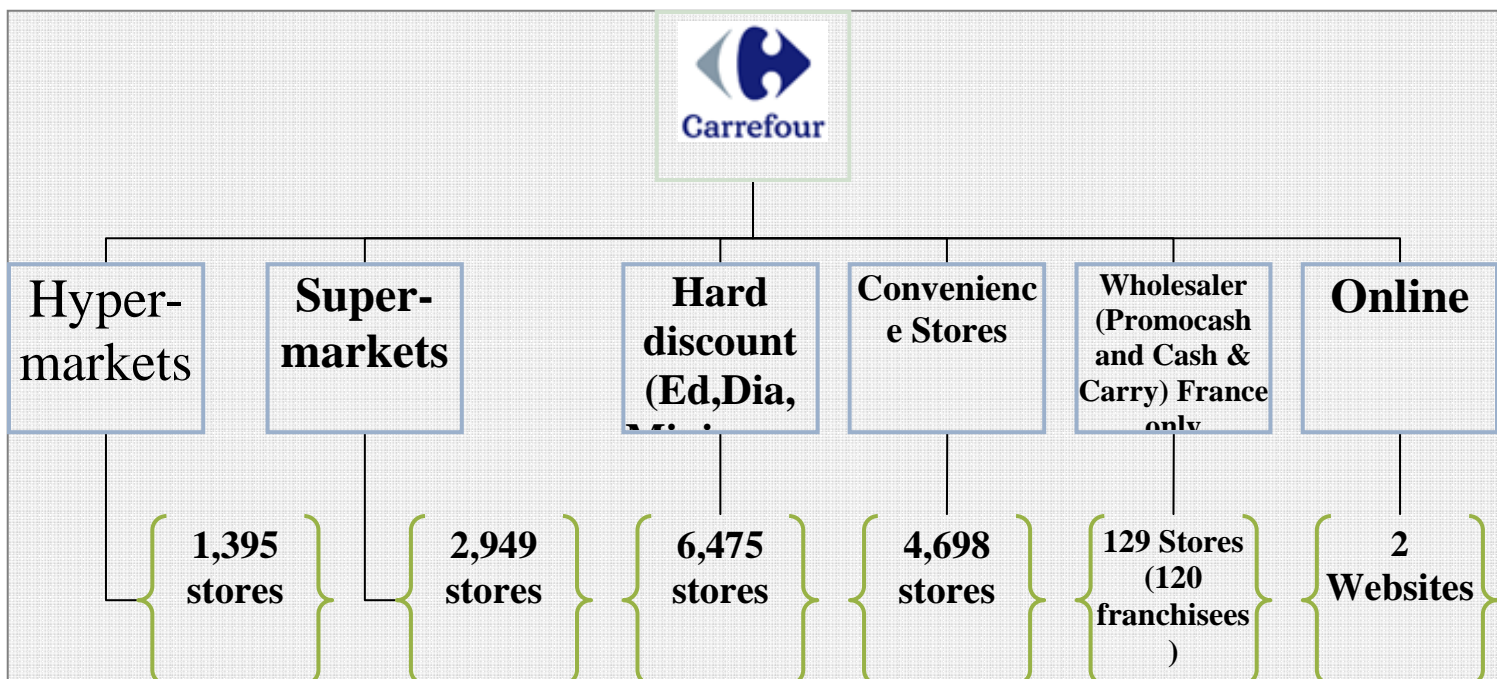 Carrefour
Hyper-
markets
Super-
markets
Hard
discount
(Ed,Dia,
Convenienc
e Stores
Wholesaler
(Promocash
and Cash &
Carry) France
only
Online
1,395
stores
2,949
stores
6,475
stores
4,698
stores
129 Stores
(120
franchisees
)
2
Websites